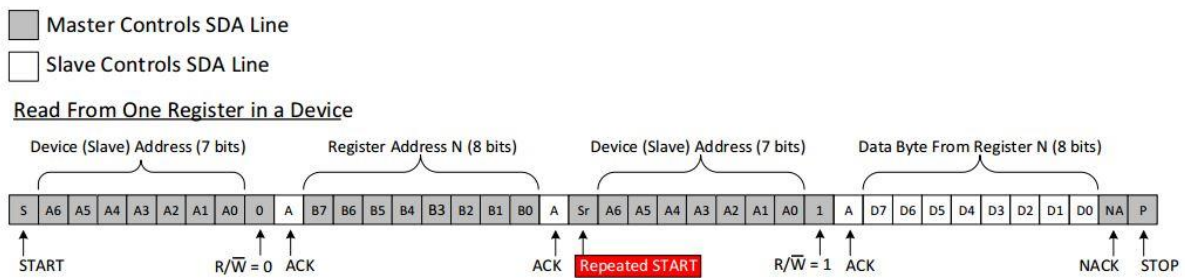 Master Controls SDA Line
Slave Controls SDA Line
Read From One Register in a Device
Device (Slave) Address (7 bits) Register Address N (8 bits) Device (Slave) Address (7 bits) Data Byte From Register N (8 bits)
S A6 A5 A4 A3 A2 A1 A0 0 A B7 B6 B5 B4 B3 B2 B1 B0 A Sr A6 A5 A4 A3 A2 A1 A0 1 A D7 D6 D5 D4 D3 D2 D1 D0 NA P
START R/W̅ = 0 ACK ACK Repeated START R/W̅ = 1 ACK NACK STOP